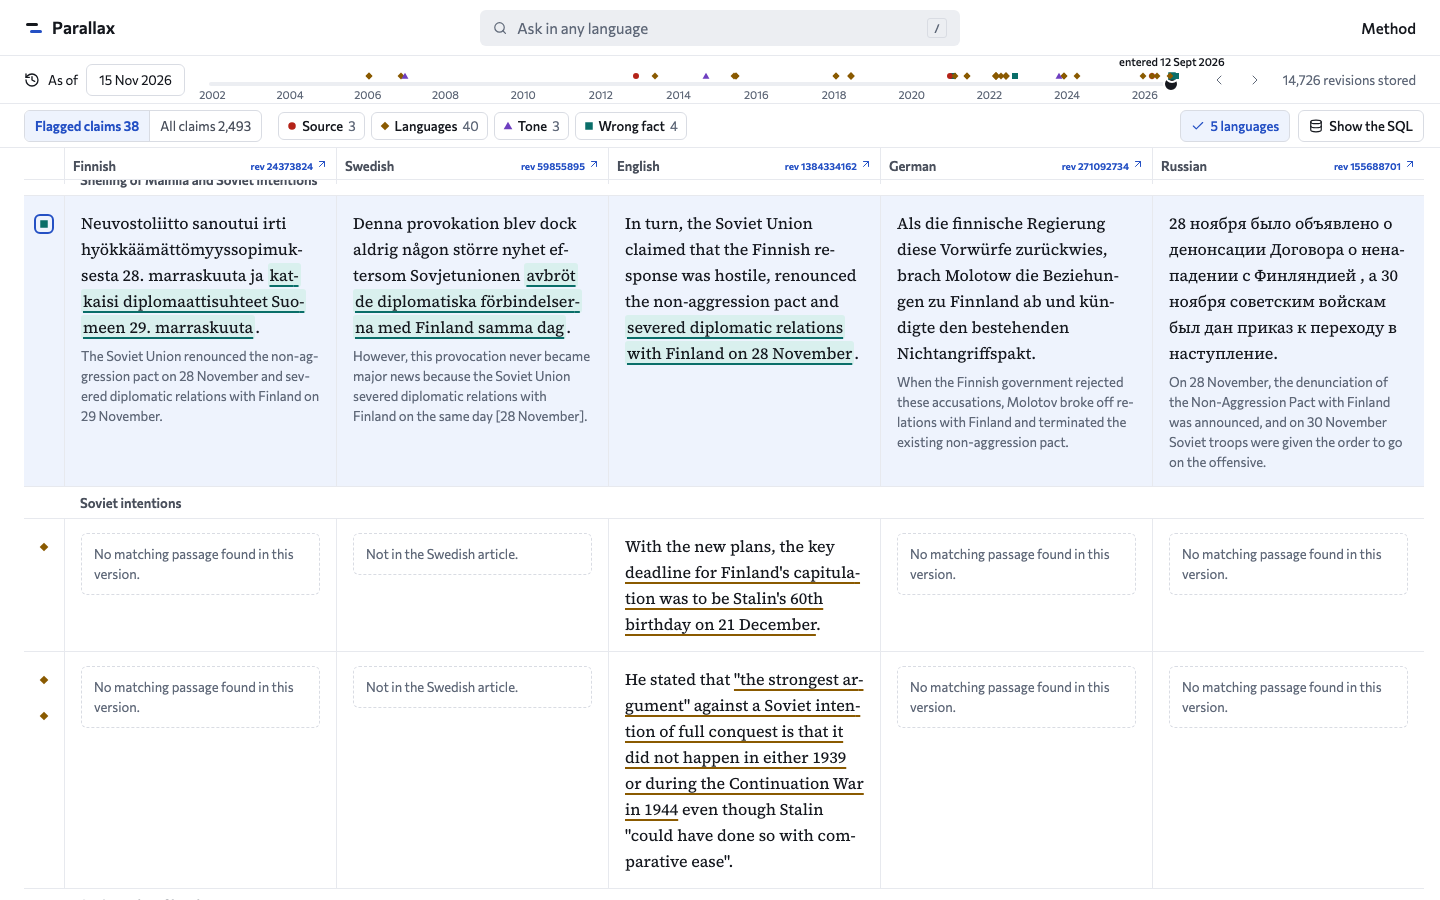 Parallax
Ask in any language
/
Method
As of
15 Nov 2026
entered 12 Sept 2026
2002 2004 2006 2008 2010 2012 2014 2016 2018 2020 2022 2024 2026
14,726 revisions stored
Flagged claims 38
All claims 2,493
Source 3
Languages 40
Tone 3
Wrong fact 4
5 languages
Show the SQL
Finnish
rev 24373824
Swedish
rev 59855895
English
rev 1384334162
German
rev 271092734
Russian
rev 155688701
Shelling of Mainila and Soviet intentions
Neuvostoliitto sanoutui irti
hyökkäämättömyyssopimuk-
sesta 28. marraskuuta ja kat-
kaisi diplomaattisuhteet Suo-
meen 29. marraskuuta.
The Soviet Union renounced the non-ag-
gression pact on 28 November and sev-
ered diplomatic relations with Finland on
29 November.
Denna provokation blev dock
aldrig någon större nyhet ef-
tersom Sovjetunionen avbröt
de diplomatiska förbindelser-
na med Finland samma dag.
However, this provocation never became
major news because the Soviet Union
severed diplomatic relations with
Finland on the same day [28 November].
In turn, the Soviet Union
claimed that the Finnish re-
sponse was hostile, renounced
the non-aggression pact and
severed diplomatic relations
with Finland on 28 November.
Als die finnische Regierung
diese Vorwürfe zurückwies,
brach Molotow die Beziehun-
gen zu Finnland ab und kün-
digte den bestehenden
Nichtangriffspakt.
When the Finnish government rejected
these accusations, Molotov broke off re-
lations with Finland and terminated the
existing non-aggression pact.
28 ноября было объявлено о
денонсации Договора о нена-
падении с Финляндией , а 30
ноября советским войскам
был дан приказ к переходу в
наступление.
On 28 November, the denunciation of
the Non-Aggression Pact with Finland
was announced, and on 30 November
Soviet troops were given the order to go
on the offensive.
Soviet intentions
No matching passage found in this
version.
Not in the Swedish article.
With the new plans, the key
deadline for Finland's capitula-
tion was to be Stalin's 60th
birthday on 21 December.
No matching passage found in this
version.
No matching passage found in this
version.
No matching passage found in this
version.
Not in the Swedish article.
He stated that "the strongest ar-
gument" against a Soviet inten-
tion of full conquest is that it
did not happen in either 1939
or during the Continuation War
in 1944 even though Stalin
"could have done so with com-
parative ease".
No matching passage found in this
version.
No matching passage found in this
version.